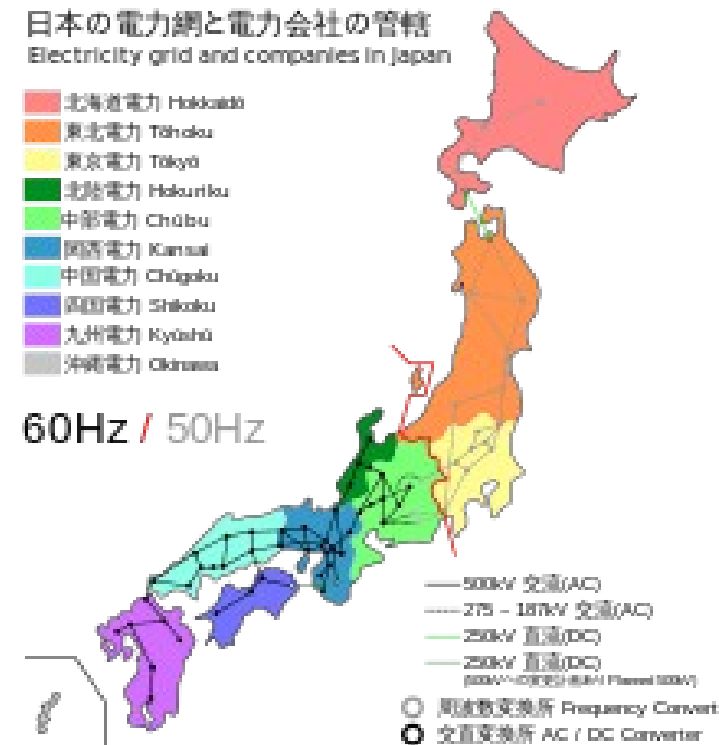 日本の電力網と電力会社の管轄
Electricity grid and companies in Japan
北海道電力 Hokkaidō
東北電力 Tōhoku
東京電力 Tōkyō
北陸電力 Hokuriku
中部電力 Chūbu
関西電力 Kansai
中国電力 Chūgoku
四国電力 Shikoku
九州電力 Kyūshū
沖縄電力 Okinawa
60Hz / 50Hz
500kV 交流(AC)
275 – 187kV 交流(AC)
250kV 直流(DC)
250kV 直流(DC)
Planned 500kV)
周波数変換所 Frequency Convert
交直変換所 AC / DC Converter